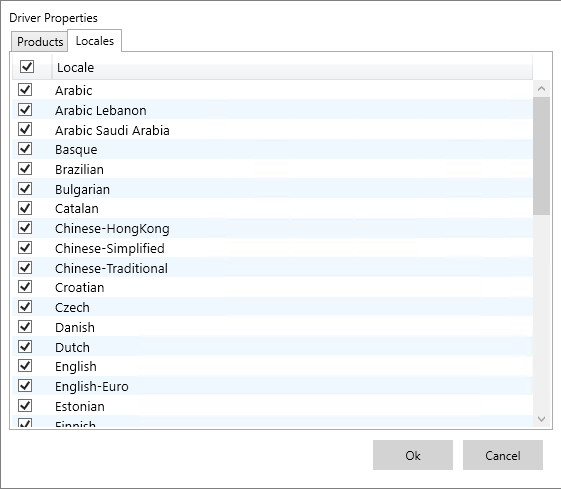 Driver Properties
Products Locales
Locale
Arabic
Arabic Lebanon
Arabic Saudi Arabia
Basque
Brazilian
Bulgarian
Catalan
Chinese-HongKong
Chinese-Simplified
Chinese-Traditional
Croatian
Czech
Danish
Dutch
English
English-Euro
Estonian
Finnish
Ok Cancel